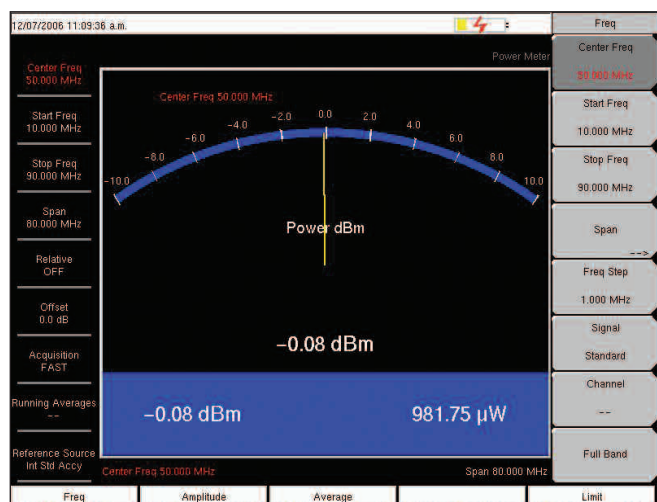 12/07/2006 11:09:36 a.m.
Freq
Power Meter
Center Freq
50.000 MHz
Start Freq
10.000 MHz
Stop Freq
90.000 MHz
Span
80.000 MHz
Relative
OFF
Offset
0.0 dB
Acquisition
FAST
Running Averages
--
Reference Source
Int Std Accy
Center Freq 50.000 MHz
-10.0 -8.0 -6.0 -4.0 -2.0 0.0 2.0 4.0 6.0 8.0 10.0
Power dBm
-0.08 dBm
-0.08 dBm 981.75 µW
Center Freq 50.000 MHz Span 80.000 MHz
Center Freq
50.000 MHz
Start Freq
10.000 MHz
Stop Freq
90.000 MHz
Span
-->
Freq Step
1.000 MHz
Signal
Standard
Channel
--
Full Band
Freq Amplitude Average Limit